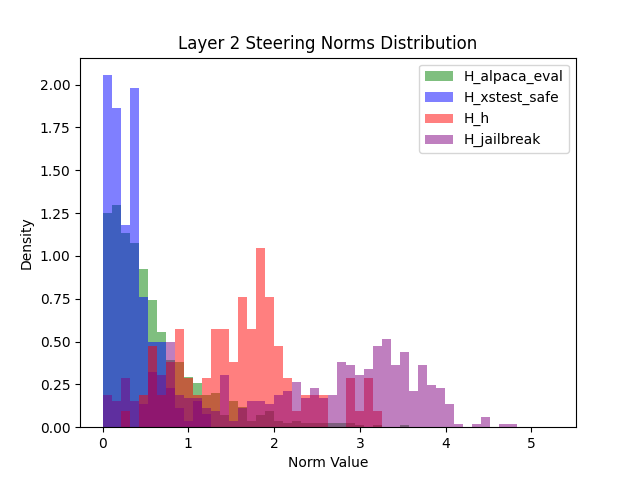 Layer 2 Steering Norms Distribution
H_alpaca_eval
H_xstest_safe
H_h
H_jailbreak
Density
2.00
1.75
1.50
1.25
1.00
0.75
0.50
0.25
0.00
0 1 2 3 4 5
Norm Value